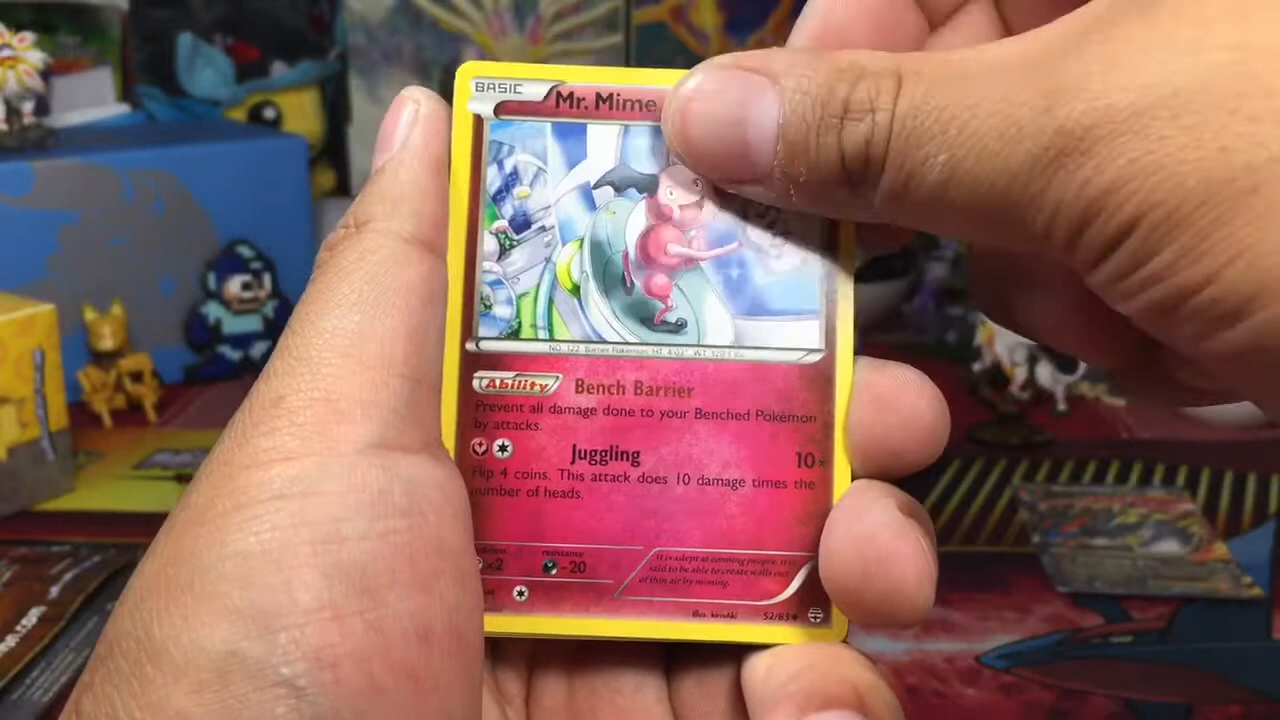 BASIC
Mr. Mime
NO. 122 Barrier Pokémon HT. 4'03" WT. 120.1 lbs.
Ability Bench Barrier
Prevent all damage done to your Benched Pokémon
by attacks.
Juggling 10×
Flip 4 coins. This attack does 10 damage times the
number of heads.
×2
resistance
-20
It is adept at conning people. It is
said to be able to create walls out
of thin air by miming.
Illus. kirisAki 52/83